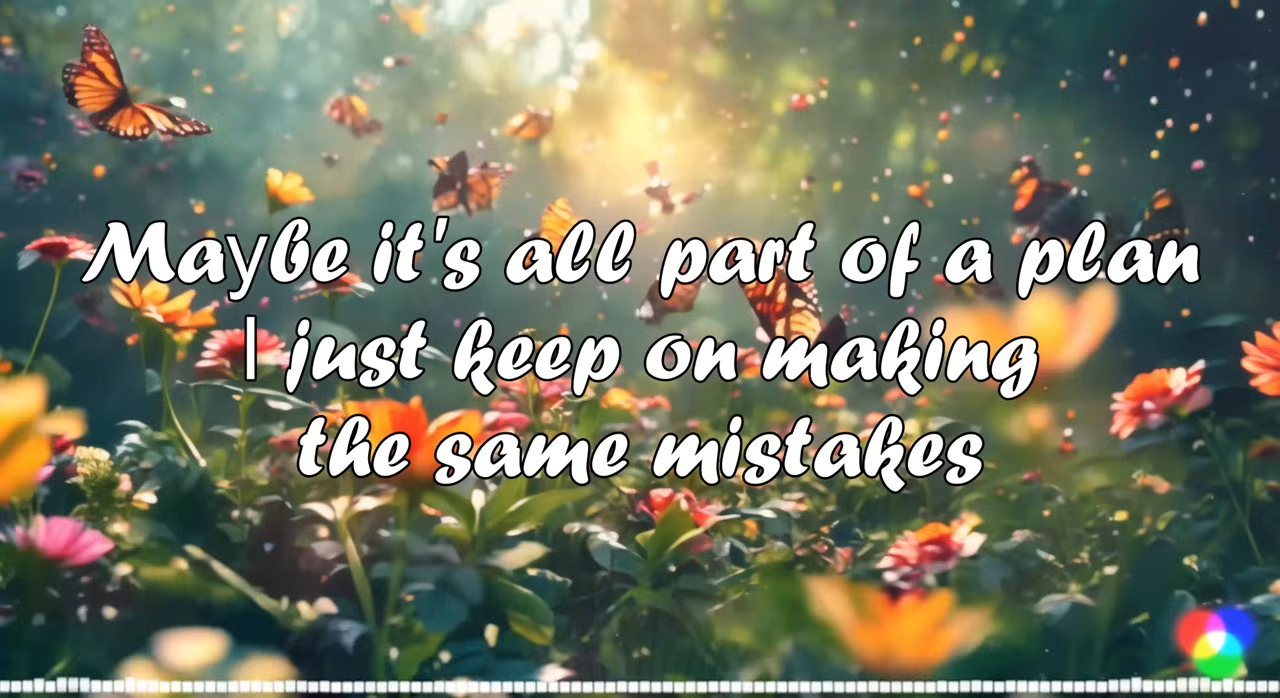 Maybe it's all part of a plan
I just keep on making
the same mistakes